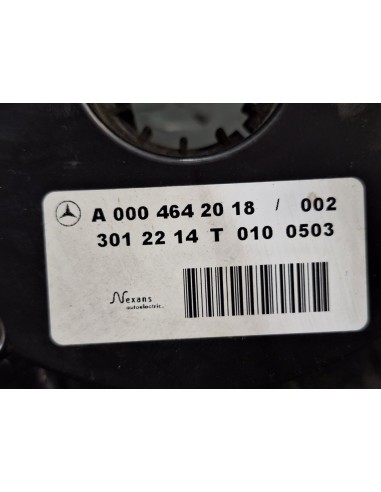 A 000 464 20 18 / 002
301 22 14 T 010 0503
Nexans
autoelectric